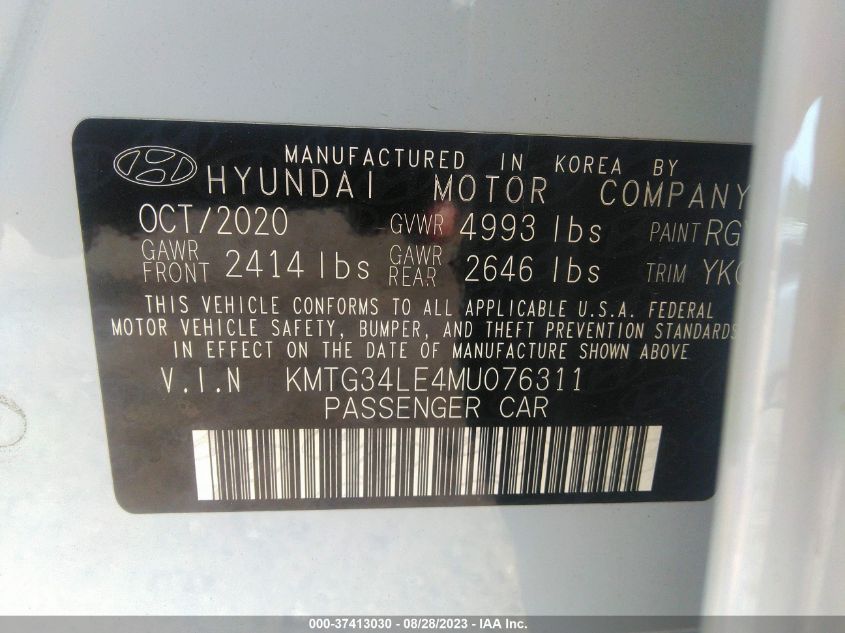 MANUFACTURED IN KOREA BY
HYUNDAI MOTOR COMPANY
OCT/2020 GVWR 4993 lbs PAINT
GAWR FRONT 2414 lbs GAWR REAR 2646 lbs TRIM
THIS VEHICLE CONFORMS TO ALL APPLICABLE U.S.A. FEDERAL
MOTOR VEHICLE SAFETY, BUMPER, AND THEFT PREVENTION STANDARDS
IN EFFECT ON THE DATE OF MANUFACTURE SHOWN ABOVE
V.I.N KMTG34LE4MU076311
PASSENGER CAR
000-37413030 - 08/28/2023 - IAA Inc.